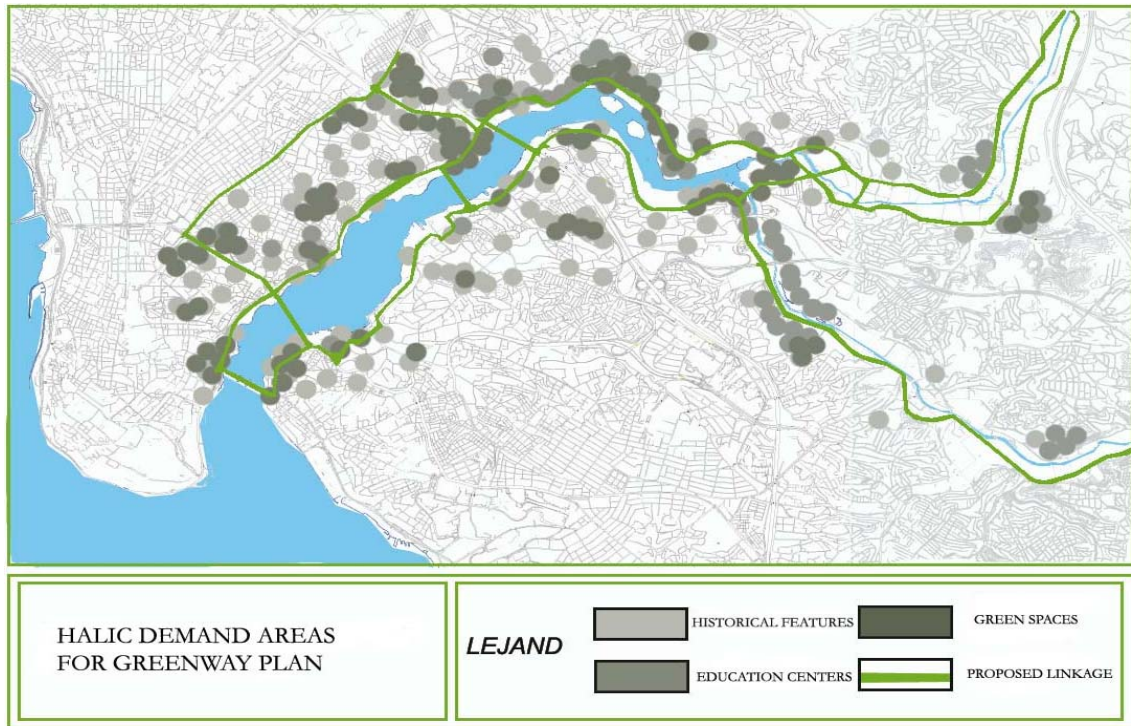 HALIC DEMAND AREAS
FOR GREENWAY PLAN
LEJAND
HISTORICAL FEATURES
EDUCATION CENTERS
GREEN SPACES
PROPOSED LINKAGE